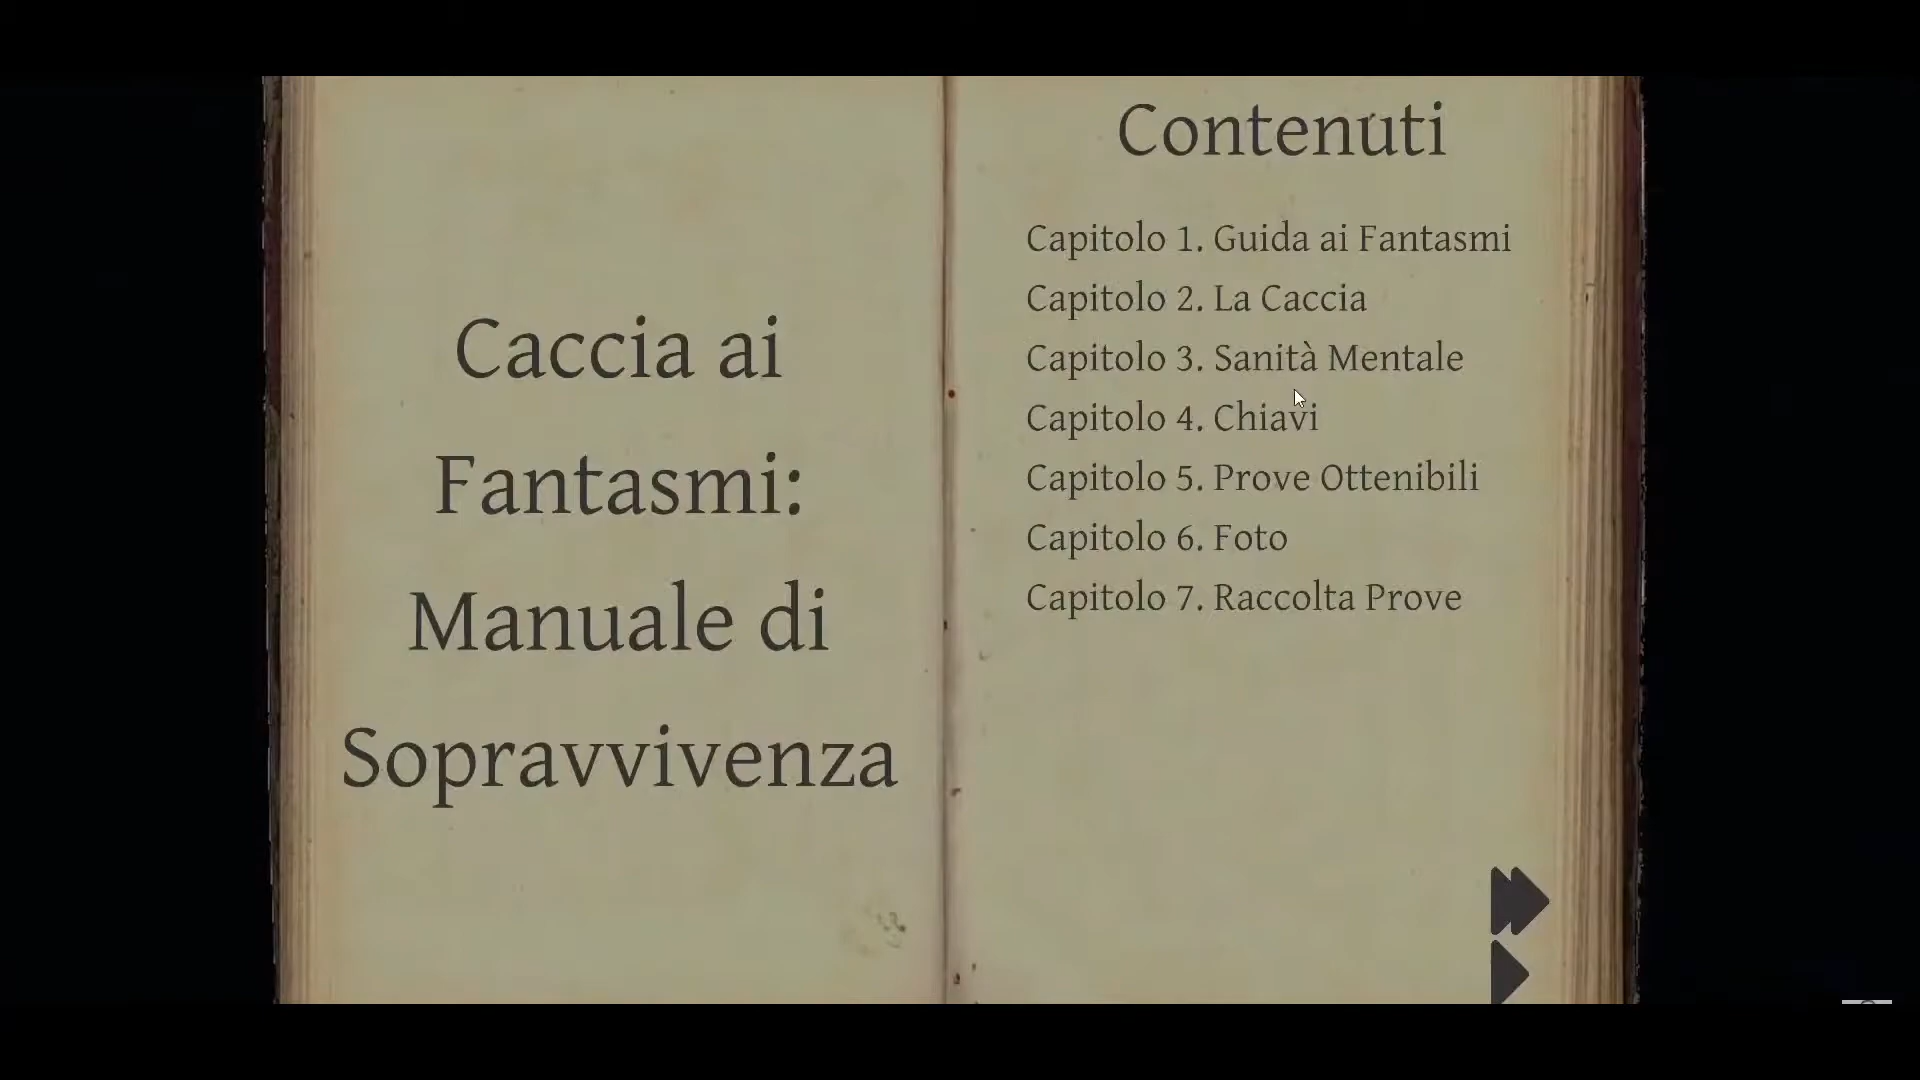 Caccia ai
Fantasmi:
Manuale di
Sopravvivenza
Contenuti
Capitolo 1. Guida ai Fantasmi
Capitolo 2. La Caccia
Capitolo 3. Sanità Mentale
Capitolo 4. Chiavi
Capitolo 5. Prove Ottenibili
Capitolo 6. Foto
Capitolo 7. Raccolta Prove